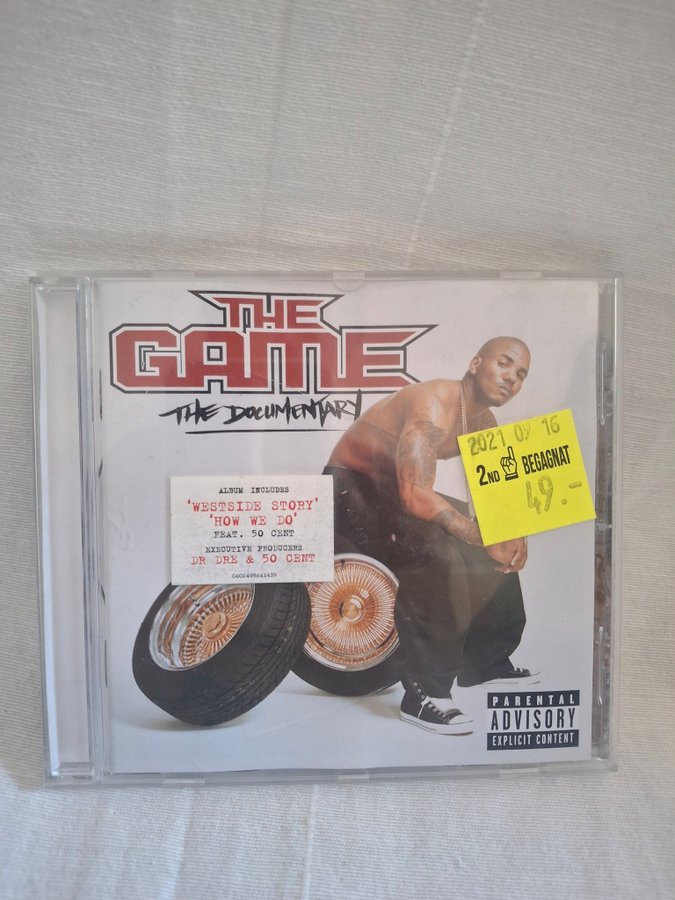 THE
GAME
THE DOCUMENTARY
2021 09 16
2ND BEGAGNAT
49.-
ALBUM INCLUDES
'WESTSIDE STORY'
'HOW WE DO'
FEAT. 50 CENT
EXECUTIVE PRODUCERS
DR DRE & 50 CENT
PARENTAL
ADVISORY
EXPLICIT CONTENT